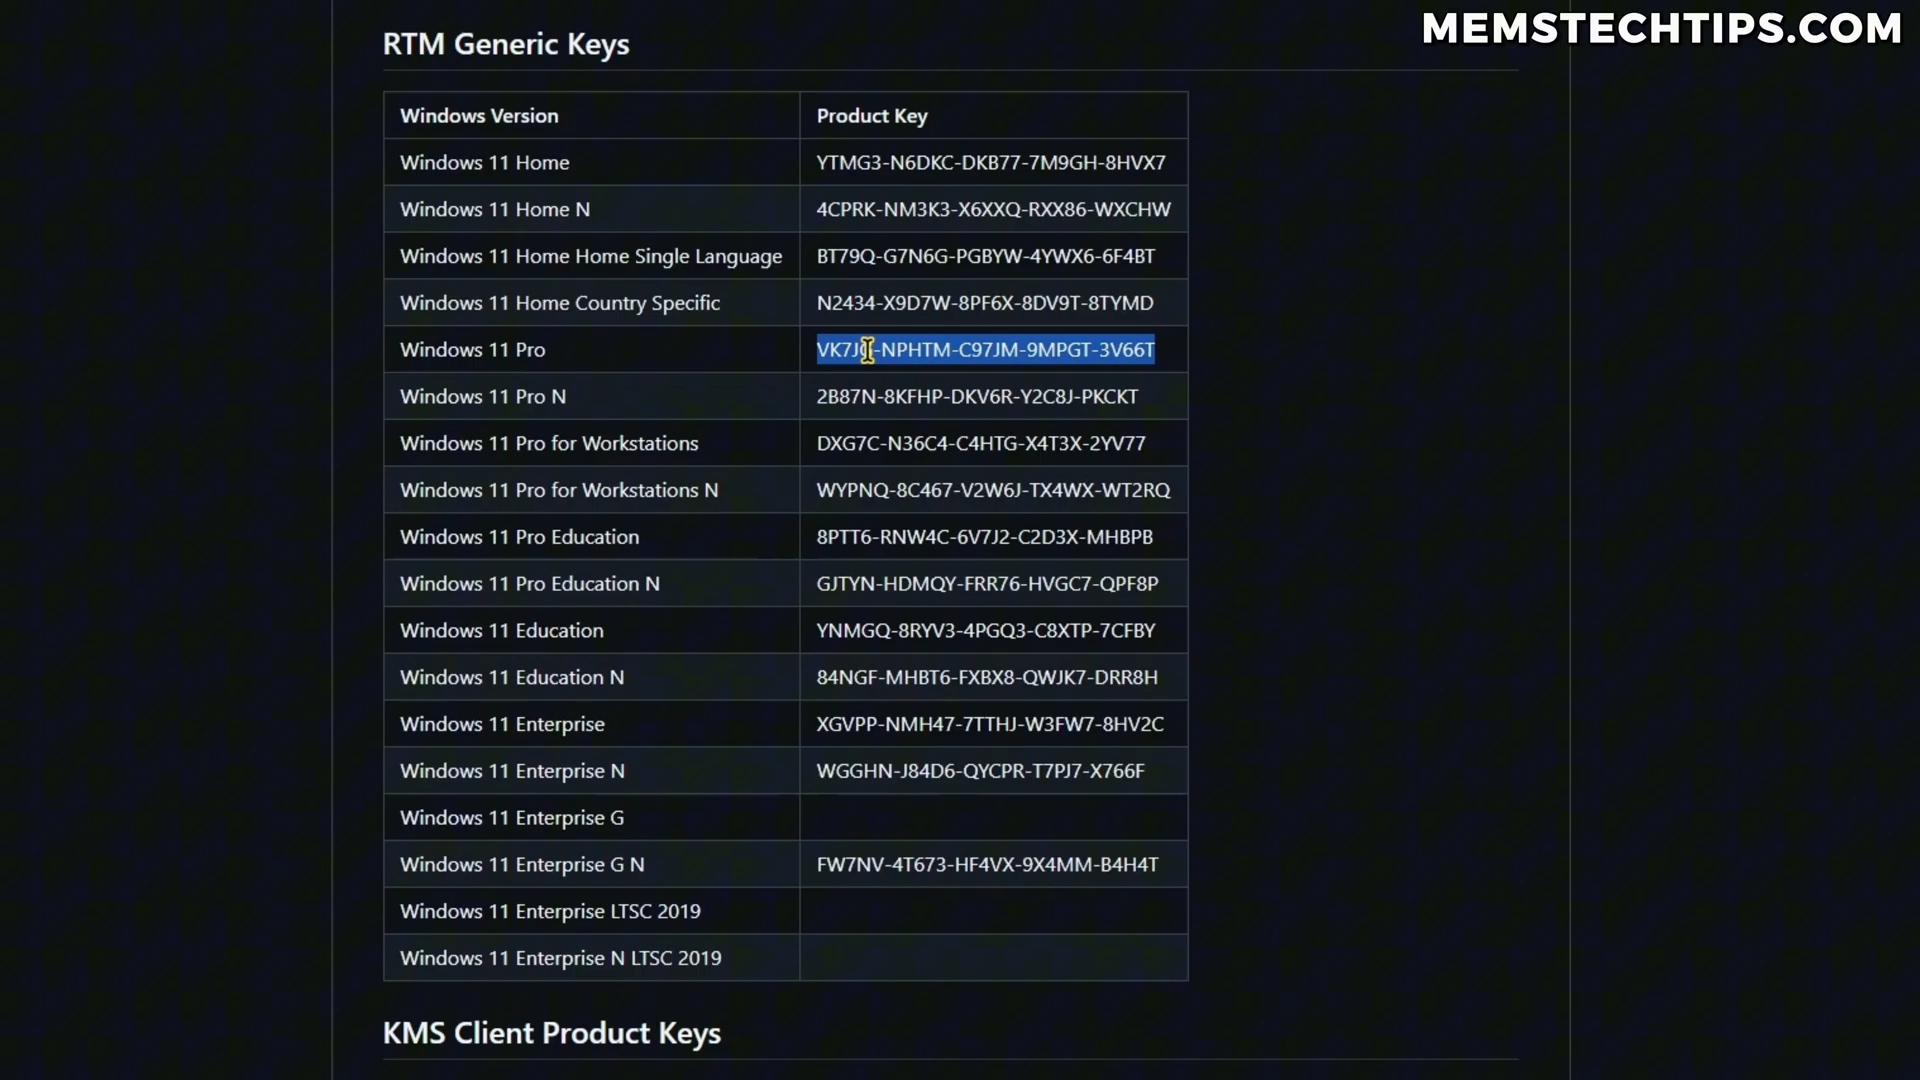 MEMSTECHTIPS.COM
RTM Generic Keys
Windows Version Product Key
Windows 11 Home YTMG3-N6DKC-DKB77-7M9GH-8HVX7
Windows 11 Home N 4CPRK-NM3K3-X6XXQ-RXX86-WXCHW
Windows 11 Home Home Single Language BT79Q-G7N6G-PGBYW-4YWX6-6F4BT
Windows 11 Home Country Specific N2434-X9D7W-8PF6X-8DV9T-8TYMD
Windows 11 Pro -NPHTM-C97JM-9MPGT-3V66T
Windows 11 Pro N 2B87N-8KFHP-DKV6R-Y2C8J-PKCKT
Windows 11 Pro for Workstations DXG7C-N36C4-C4HTG-X4T3X-2YV77
Windows 11 Pro for Workstations N WYPNQ-8C467-V2W6J-TX4WX-WT2RQ
Windows 11 Pro Education 8PTT6-RNW4C-6V7J2-C2D3X-MHBPB
Windows 11 Pro Education N GJTYN-HDMQY-FRR76-HVGC7-QPF8P
Windows 11 Education YNMGQ-8RYV3-4PGQ3-C8XTP-7CFBY
Windows 11 Education N 84NGF-MHBT6-FXBX8-QWJK7-DRR8H
Windows 11 Enterprise XGVPP-NMH47-7TTHJ-W3FW7-8HV2C
Windows 11 Enterprise N WGGHN-J84D6-QYCPR-T7PJ7-X766F
Windows 11 Enterprise G
Windows 11 Enterprise G N FW7NV-4T673-HF4VX-9X4MM-B4H4T
Windows 11 Enterprise LTSC 2019
Windows 11 Enterprise N LTSC 2019
KMS Client Product Keys